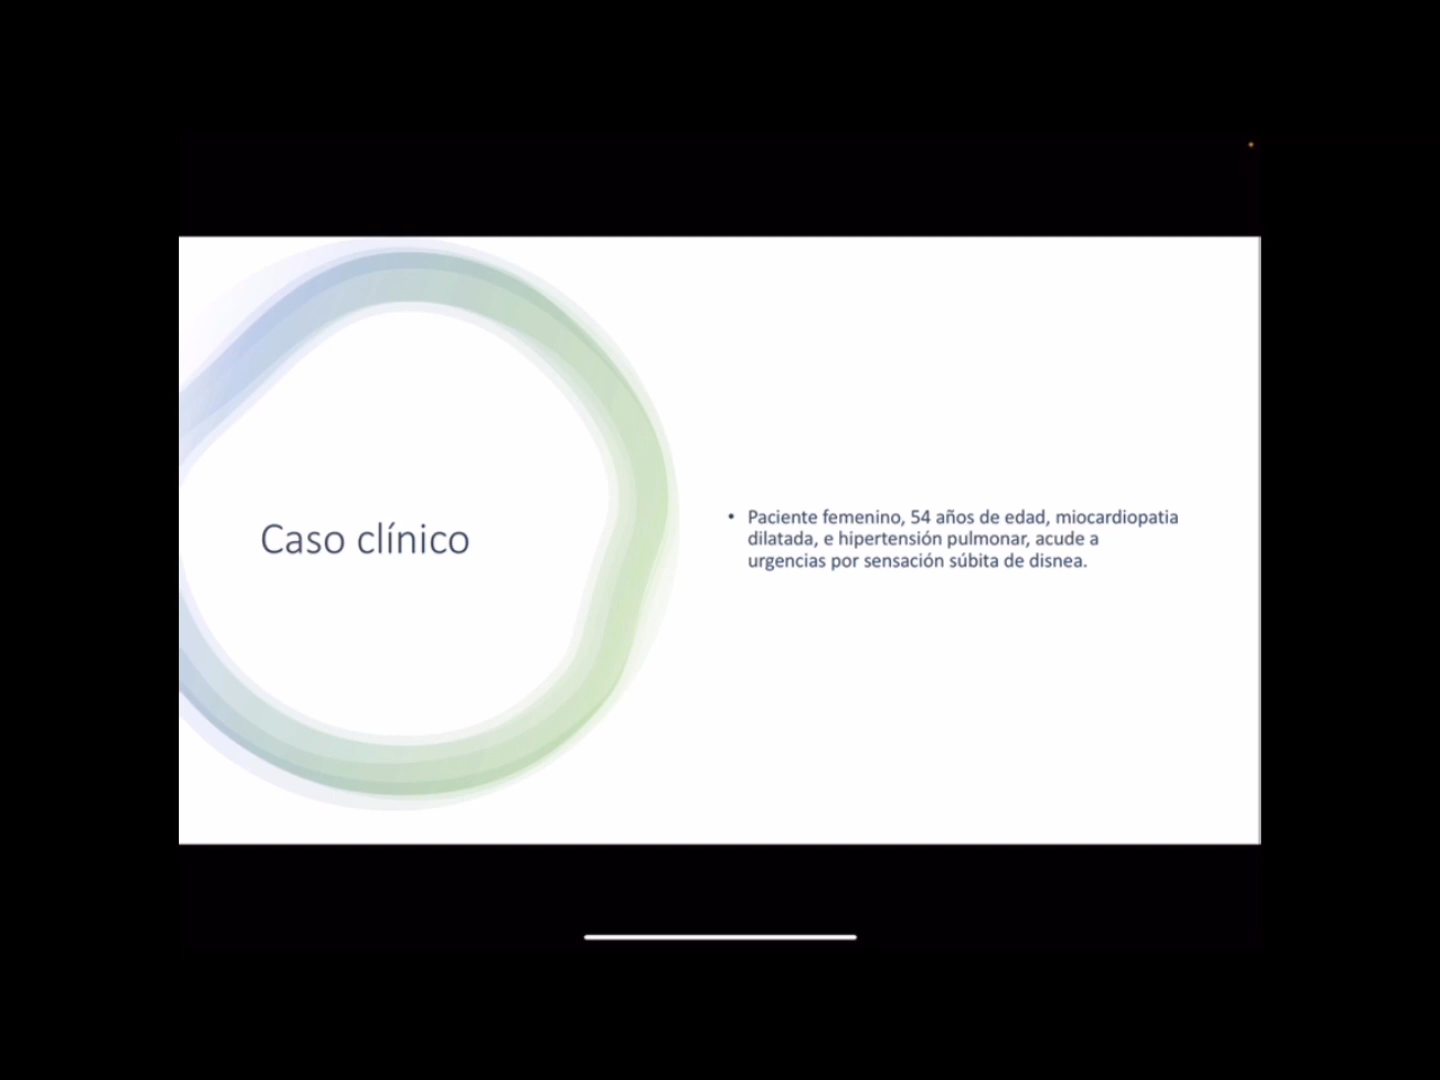 Caso clínico
• Paciente femenino, 54 años de edad, miocardiopatia
dilatada, e hipertensión pulmonar, acude a
urgencias por sensación súbita de disnea.